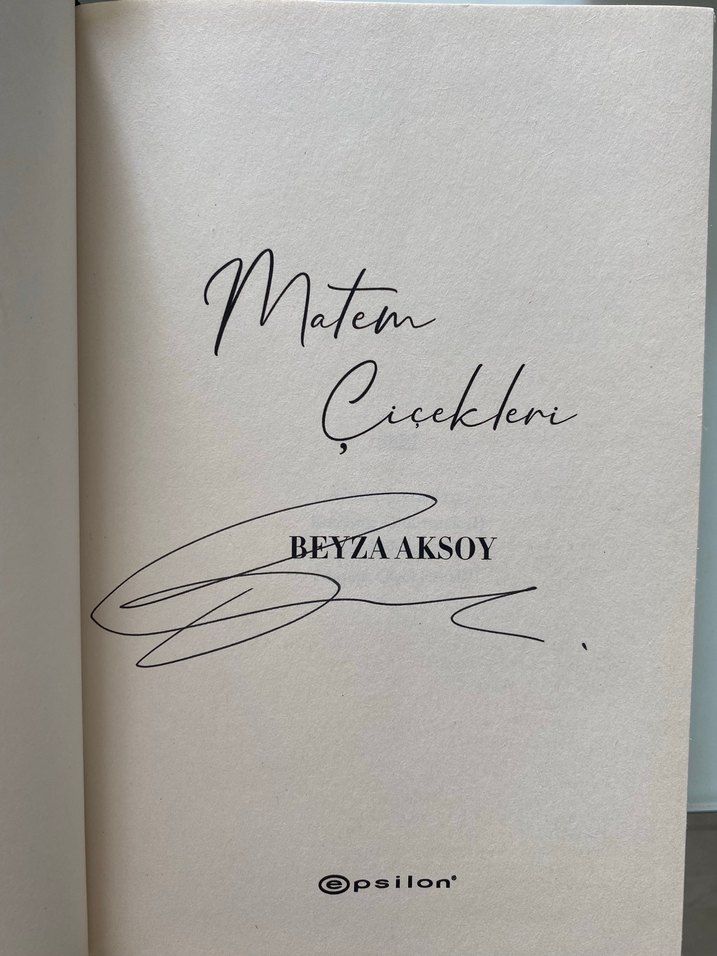 Matem
Çiçekleri
BEYZA AKSOY
epsilon®